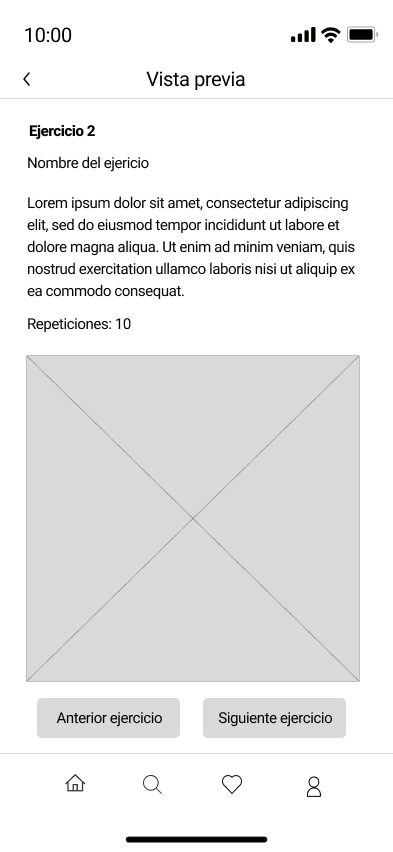 10:00
Vista previa
Ejercicio 2
Nombre del ejericio
Lorem ipsum dolor sit amet, consectetur adipiscing
elit, sed do eiusmod tempor incididunt ut labore et
dolore magna aliqua. Ut enim ad minim veniam, quis
nostrud exercitation ullamco laboris nisi ut aliquip ex
ea commodo consequat.
Repeticiones: 10
Anterior ejercicio
Siguiente ejercicio